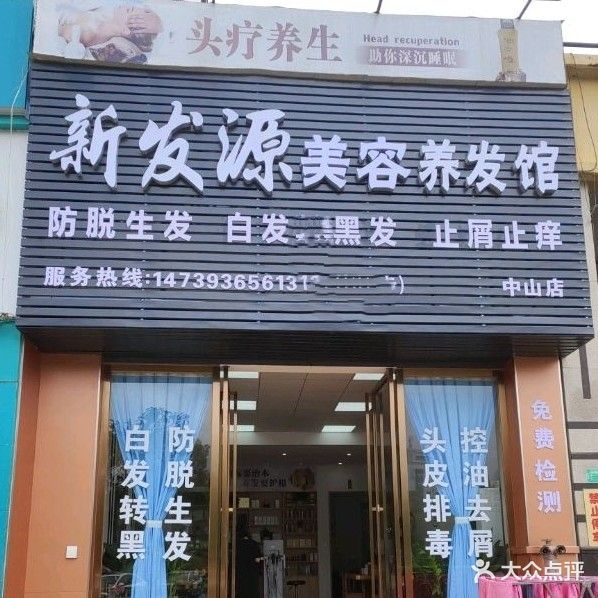 头疗养生
Head recuperation
助你深沉睡眠
新发源美容养发馆
防脱生发 白发 黑发 止屑止痒
服务热线:14739365613
中山店
防脱生发
白发转黑
控油去屑
头皮排毒
免费检测
大众点评